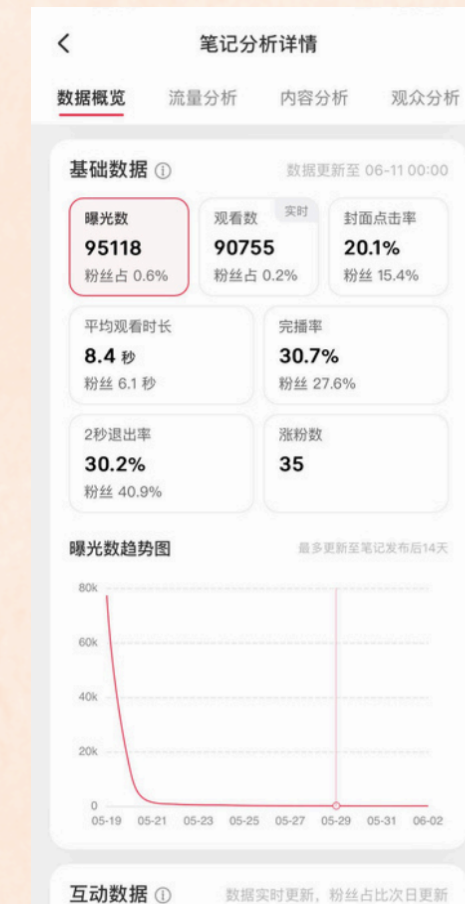 笔记分析详情
数据概览 流量分析 内容分析 观众分析
基础数据 数据更新至 06-11 00:00
曝光数
95118
粉丝占 0.6%
观看数 实时
90755
粉丝占 0.2%
封面点击率
20.1%
粉丝 15.4%
平均观看时长
8.4 秒
粉丝 6.1 秒
完播率
30.7%
粉丝 27.6%
2秒退出率
30.2%
粉丝 40.9%
涨粉数
35
曝光数趋势图 最多更新至笔记发布后14天
80k
60k
40k
20k
0
05-19 05-21 05-23 05-25 05-27 05-29 05-31 06-02
互动数据 数据实时更新，粉丝占比次日更新